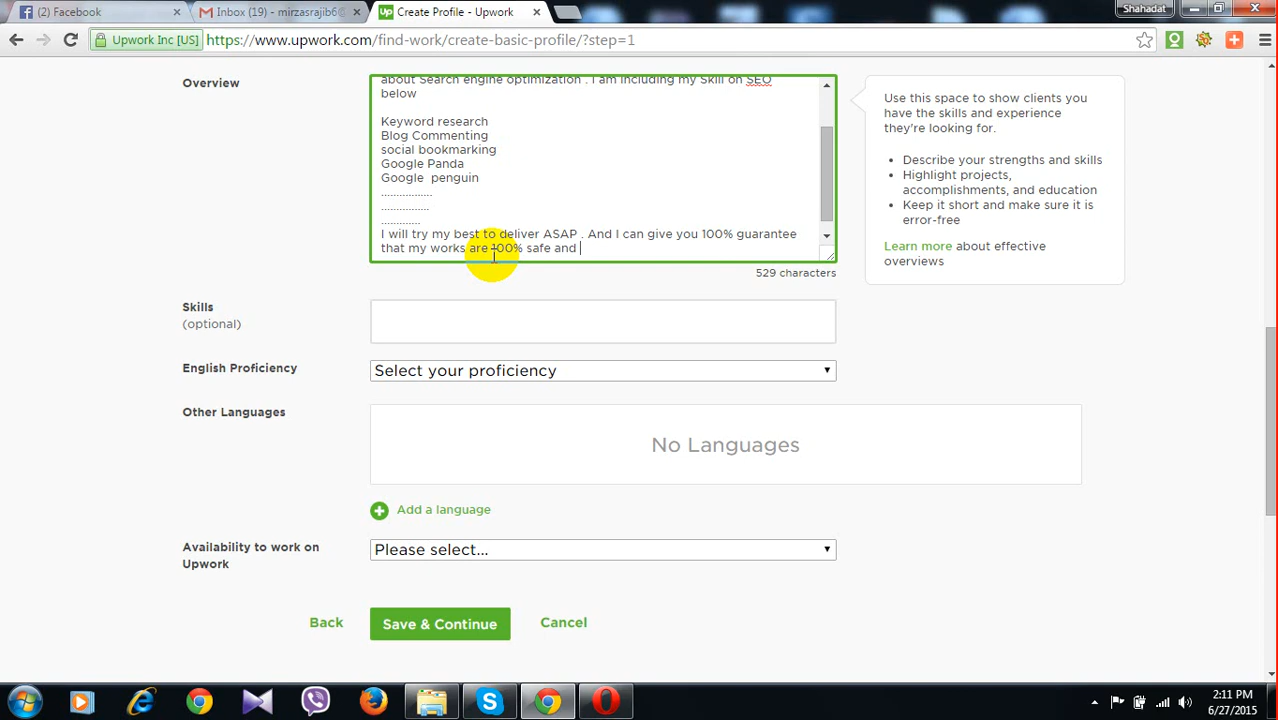 (2) Facebook
Inbox (19) - mirzasrajib6@
Create Profile - Upwork
Shahadat
Upwork Inc [US]
https://www.upwork.com/find-work/create-basic-profile/?step=1
Overview
about Search engine optimization . I am including my Skill on SEO
below
Keyword research
Blog Commenting
social bookmarking
Google Panda
Google  penguin
.................
................
.............
I will try my best to deliver ASAP . And I can give you 100% guarantee
that my works are 100% safe and
529 characters
Use this space to show clients you
have the skills and experience
they're looking for.
• Describe your strengths and skills
• Highlight projects,
accomplishments, and education
• Keep it short and make sure it is
error-free
Learn more about effective
overviews
Skills
(optional)
English Proficiency
Select your proficiency
Other Languages
No Languages
Add a language
Availability to work on
Upwork
Please select...
Back
Save & Continue
Cancel
2:11 PM
6/27/2015